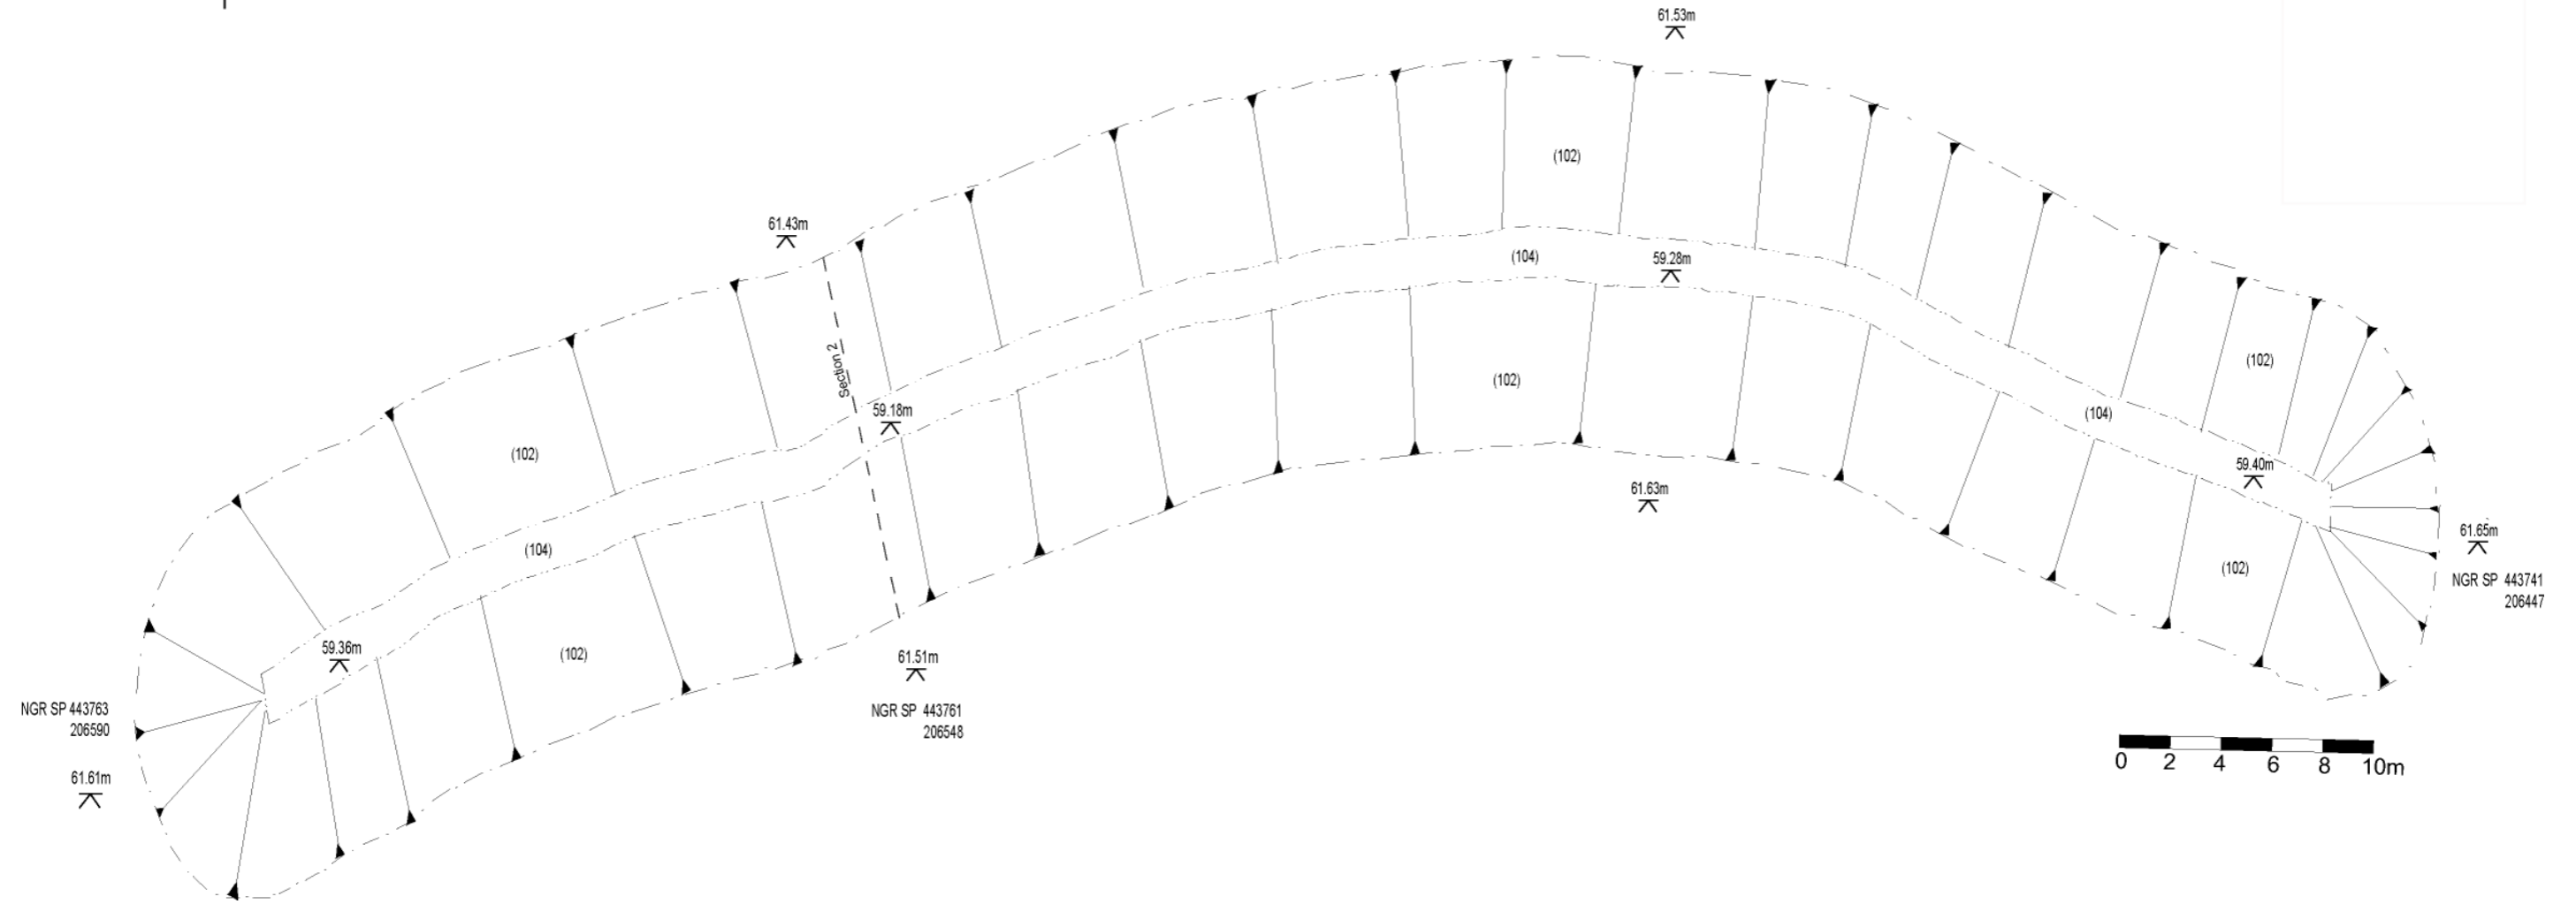 61.53m
61.43m
(102)
(104)
59.28m
Section 2
(102)
(102)
59.18m
(104)
(102)
59.40m
61.63m
61.65m
(104)
(102)
NGR SP 443741
206447
59.36m
(102)
61.51m
NGR SP 443763
206590
NGR SP 443761
206548
61.61m
0 2 4 6 8 10m